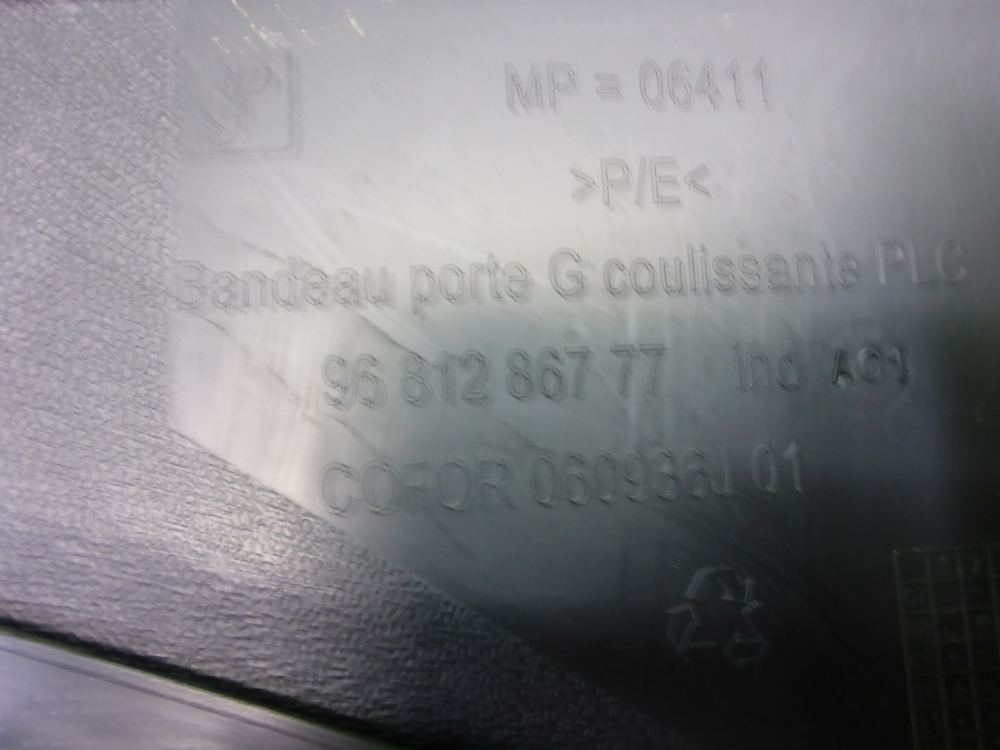 MP = 06411
>P/E<
Bandeau porte G coulissante PLC
96 812 867 77 ind A01
COFOR 060936J 01